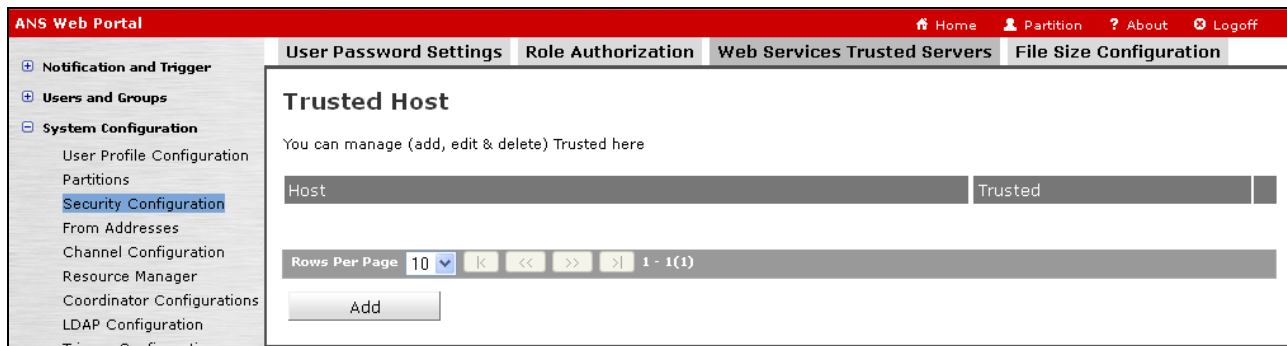 ANS Web Portal
Home Partition ? About Logoff
User Password Settings Role Authorization Web Services Trusted Servers File Size Configuration
Notification and Trigger
Users and Groups
System Configuration
User Profile Configuration
Partitions
Security Configuration
From Addresses
Channel Configuration
Resource Manager
Coordinator Configurations
LDAP Configuration
Trusted Host
You can manage (add, edit & delete) Trusted here
Host Trusted
Rows Per Page 10 |< << >> >| 1 - 1(1)
Add